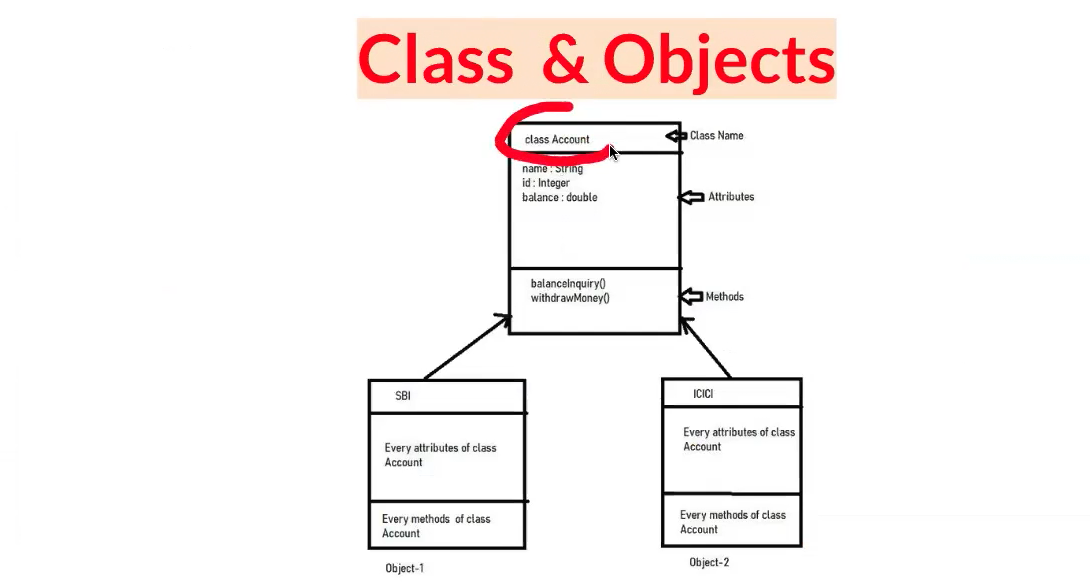 Class & Objects
class Account
Class Name
name : String
id : Integer
balance : double
Attributes
balanceInquiry()
withdrawMoney()
Methods
SBI
Every attributes of class
Account
Every methods of class
Account
Object-1
ICICI
Every attributes of class
Account
Every methods of class
Account
Object-2